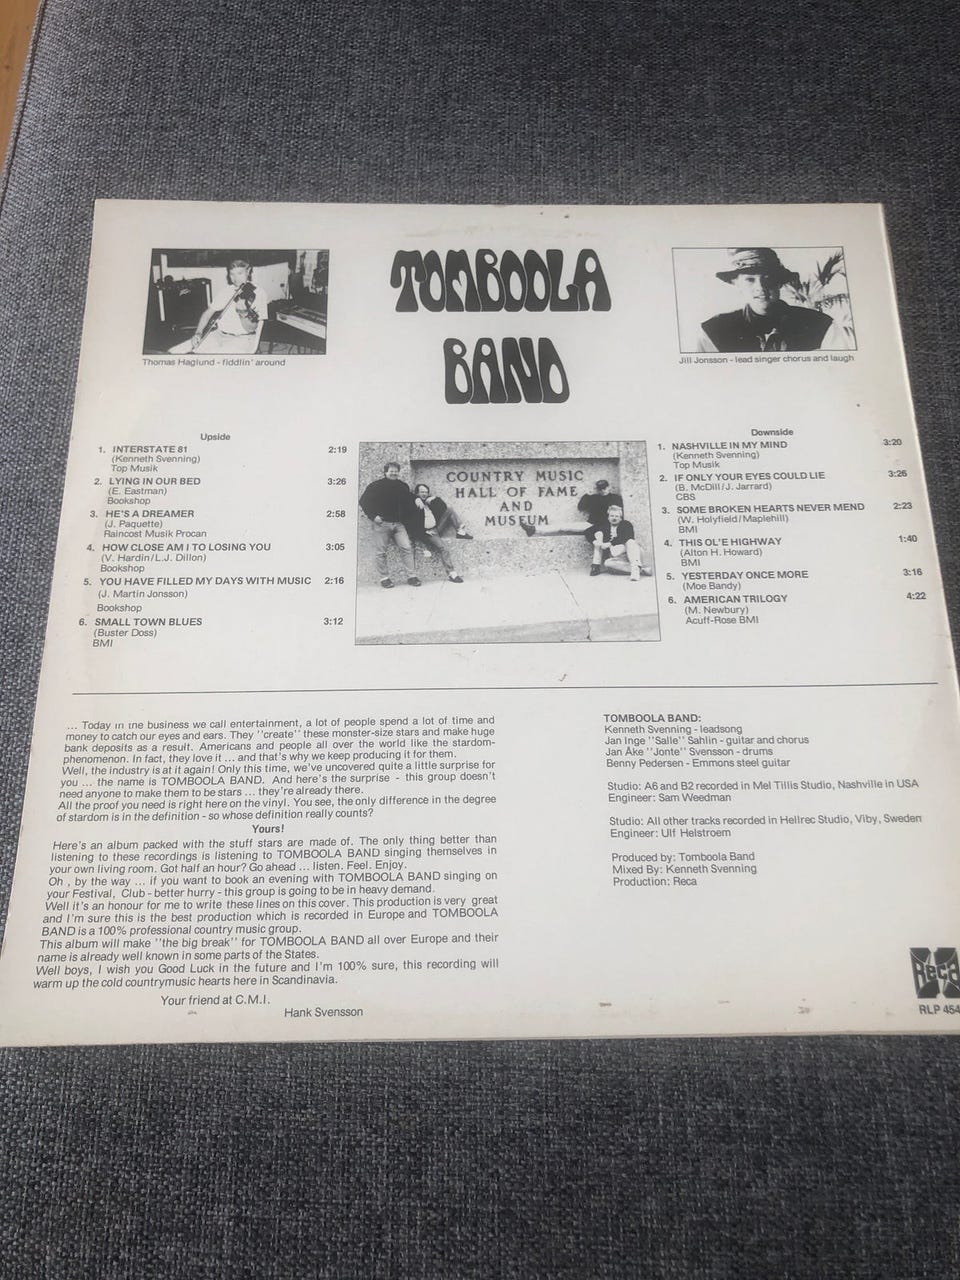 TOMBOOLA
BAND
Thomas Haglund - fiddlin' around
Jill Jonsson - lead singer chorus and laugh
Upside
1. INTERSTATE 81 2:19
(Kenneth Svenning)
Top Musik
2. LYING IN OUR BED 3:26
(E. Eastman)
Bookshop
3. HE'S A DREAMER 2:58
(J. Paquette)
Raincost Musik Procan
4. HOW CLOSE AM I TO LOSING YOU 3:05
(V. Hardin/L.J. Dillon)
Bookshop
5. YOU HAVE FILLED MY DAYS WITH MUSIC 2:16
(J. Martin Jonsson)
Bookshop
6. SMALL TOWN BLUES 3:12
(Buster Doss)
BMI
COUNTRY MUSIC
HALL OF FAME
AND
MUSEUM
Downside
1. NASHVILLE IN MY MIND 3:20
(Kenneth Svenning)
Top Musik
2. IF ONLY YOUR EYES COULD LIE 3:26
(B. McDill/J. Jarrard)
CBS
3. SOME BROKEN HEARTS NEVER MEND 2:23
(W. Holyfield/Maplehill)
BMI
4. THIS OL'E HIGHWAY 1:40
(Alton H. Howard)
BMI
5. YESTERDAY ONCE MORE 3:16
(Moe Bandy)
6. AMERICAN TRILOGY 4:22
(M. Newbury)
Acuff-Rose BMI
... Today in the business we call entertainment, a lot of people spend a lot of time and
money to catch our eyes and ears. They ''create'' these monster-size stars and make huge
bank deposits as a result. Americans and people all over the world like the stardom-
phenomenon. In fact, they love it ... and that's why we keep producing it for them.
Well, the industry is at it again! Only this time, we've uncovered quite a little surprise for
you ... the name is TOMBOOLA BAND. And here's the surprise - this group doesn't
need anyone to make them to be stars ... they're already there.
All the proof you need is right here on the vinyl. You see, the only difference in the degree
of stardom is in the definition - so whose definition really counts?
Yours!
Here's an album packed with the stuff stars are made of. The only thing better than
listening to these recordings is listening to TOMBOOLA BAND singing themselves in
your own living room. Got half an hour? Go ahead ... listen. Feel. Enjoy.
Oh , by the way ... if you want to book an evening with TOMBOOLA BAND singing on
your Festival, Club - better hurry - this group is going to be in heavy demand.
Well it's an honour for me to write these lines on this cover. This production is very great
and I'm sure this is the best production which is recorded in Europe and TOMBOOLA
BAND is a 100% professional country music group.
This album will make ''the big break'' for TOMBOOLA BAND all over Europe and their
name is already well known in some parts of the States.
Well boys, I wish you Good Luck in the future and I'm 100% sure, this recording will
warm up the cold countrymusic hearts here in Scandinavia.
Your friend at C.M.I.
Hank Svensson
TOMBOOLA BAND:
Kenneth Svenning - leadsong
Jan Inge ''Salle'' Sahlin - guitar and chorus
Jan Åke ''Jonte'' Svensson - drums
Benny Pedersen - Emmons steel guitar
Studio: A6 and B2 recorded in Mel Tillis Studio, Nashville in USA
Engineer: Sam Weedman
Studio: All other tracks recorded in Hellrec Studio, Viby, Sweden
Engineer: Ulf Helstroem
Produced by: Tomboola Band
Mixed By: Kenneth Svenning
Production: Reca
Reca
RLP 454